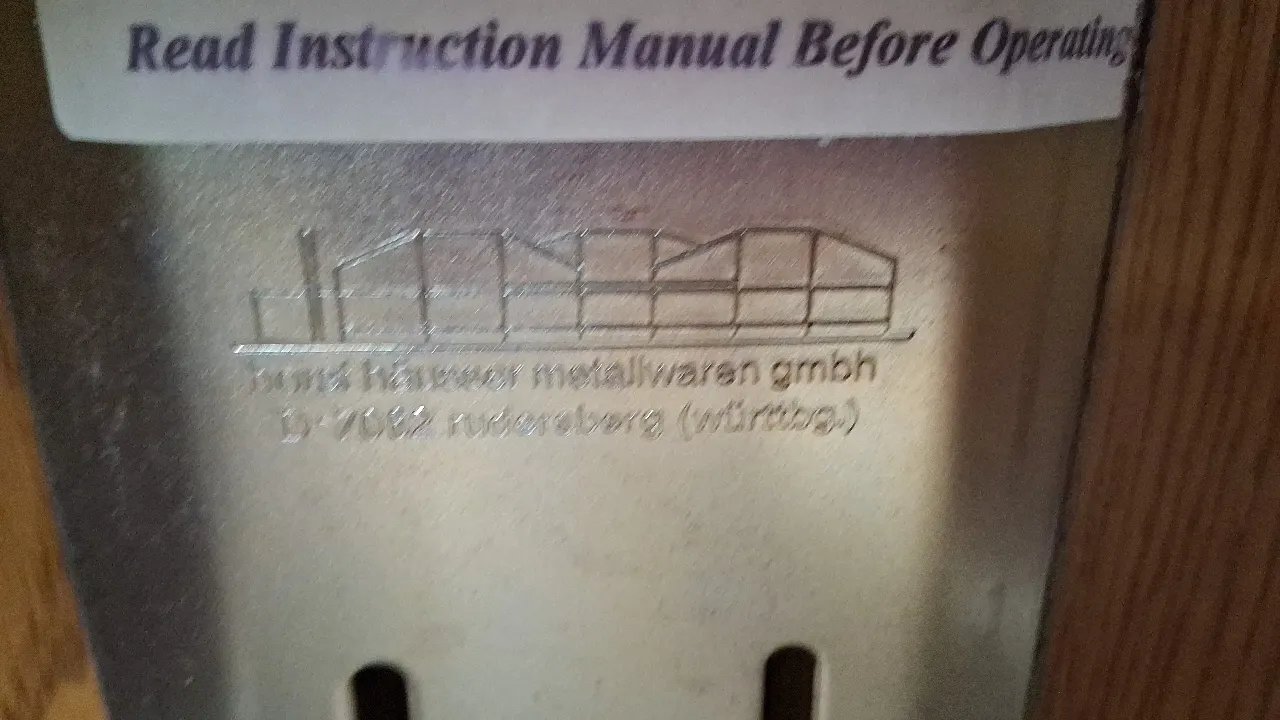 Read Instruction Manual Before Operating
metallwaren gmbh
rudersberg (württbg.)